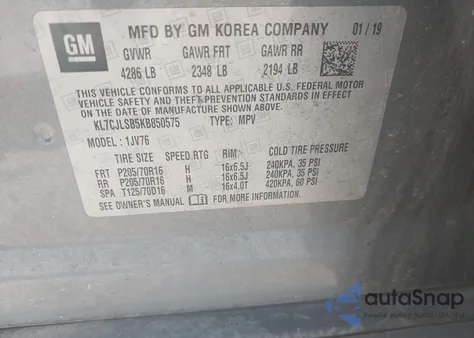 GM
MFD BY GM KOREA COMPANY 01/19
GVWR GAWR FRT GAWR RR
4286 LB 2348 LB 2194 LB
THIS VEHICLE CONFORMS TO ALL APPLICABLE U.S. FEDERAL MOTOR
VEHICLE SAFETY AND THEFT PREVENTION STANDARDS IN EFFECT
ON THE DATE OF MANUFACTURE SHOWN ABOVE.
KL7CJLSB5KB850575 TYPE: MPV
MODEL: 1JV76
TIRE SIZE SPEED RTG RIM COLD TIRE PRESSURE
FRT P205/70R16 H 16x6.5J 240KPA, 35 PSI
RR P205/70R16 H 16x6.5J 240KPA, 35 PSI
SPA T125/70D16 M 16x4.0T 420KPA, 60 PSI
SEE OWNER'S MANUAL FOR MORE INFORMATION.
autoSnap